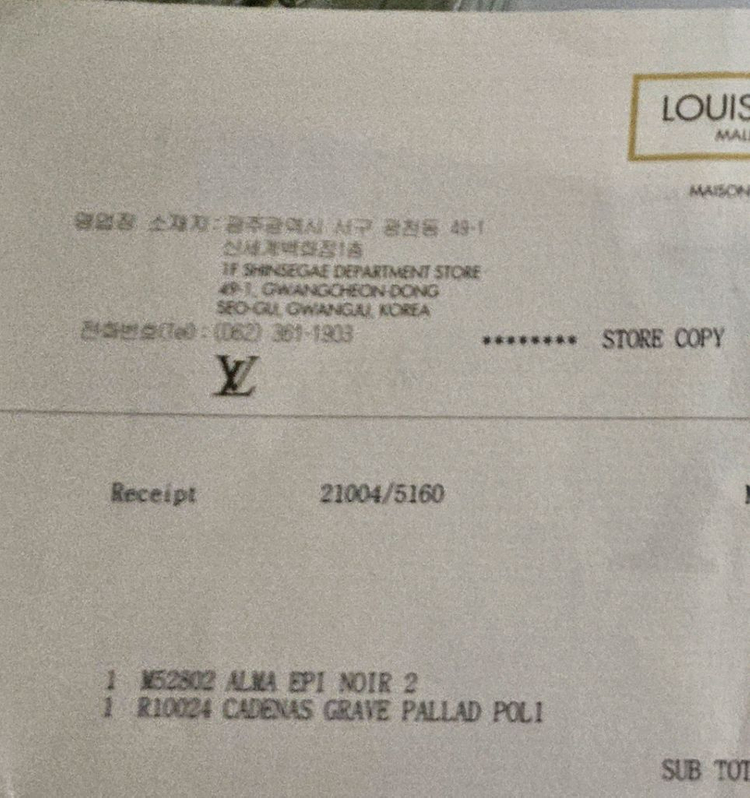 LOUIS
MAL
MAISON
영업장 소재지: 광주광역시 서구 광천동 49-1
신세계백화점1층
1F SHINSEGAE DEPARTMENT STORE
49-1, GWANGCHEON-DONG
SEO-GU, GWANGJU, KOREA
전화번호(Tel) : (062) 361-1903
******** STORE COPY
LV
Receipt 21004/5160
1 M52802 ALMA EPI NOIR 2
1 R10024 CADENAS GRAVE PALLAD POLI
SUB TOT